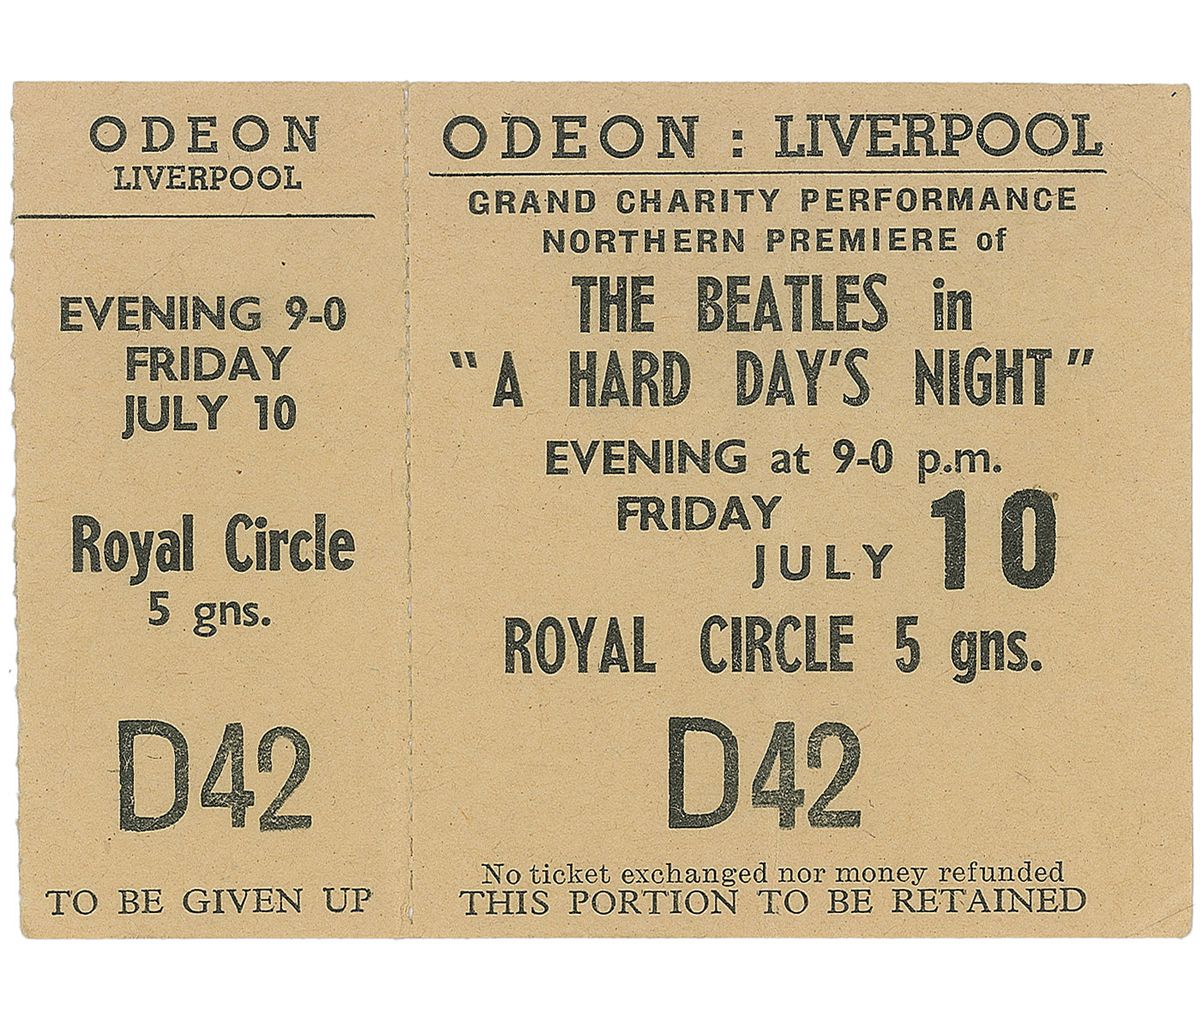 ODEON
LIVERPOOL
EVENING 9-0
FRIDAY
JULY 10
Royal Circle
5 gns.
D42
TO BE GIVEN UP
ODEON : LIVERPOOL
GRAND CHARITY PERFORMANCE
NORTHERN PREMIERE of
THE BEATLES in
"A HARD DAY'S NIGHT"
EVENING at 9-0 p.m.
FRIDAY
JULY 10
ROYAL CIRCLE 5 gns.
D42
No ticket exchanged nor money refunded
THIS PORTION TO BE RETAINED